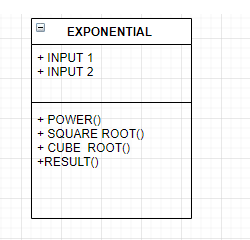 EXPONENTIAL
+ INPUT 1
+ INPUT 2
+ POWER()
+ SQUARE ROOT()
+ CUBE  ROOT()
+RESULT()